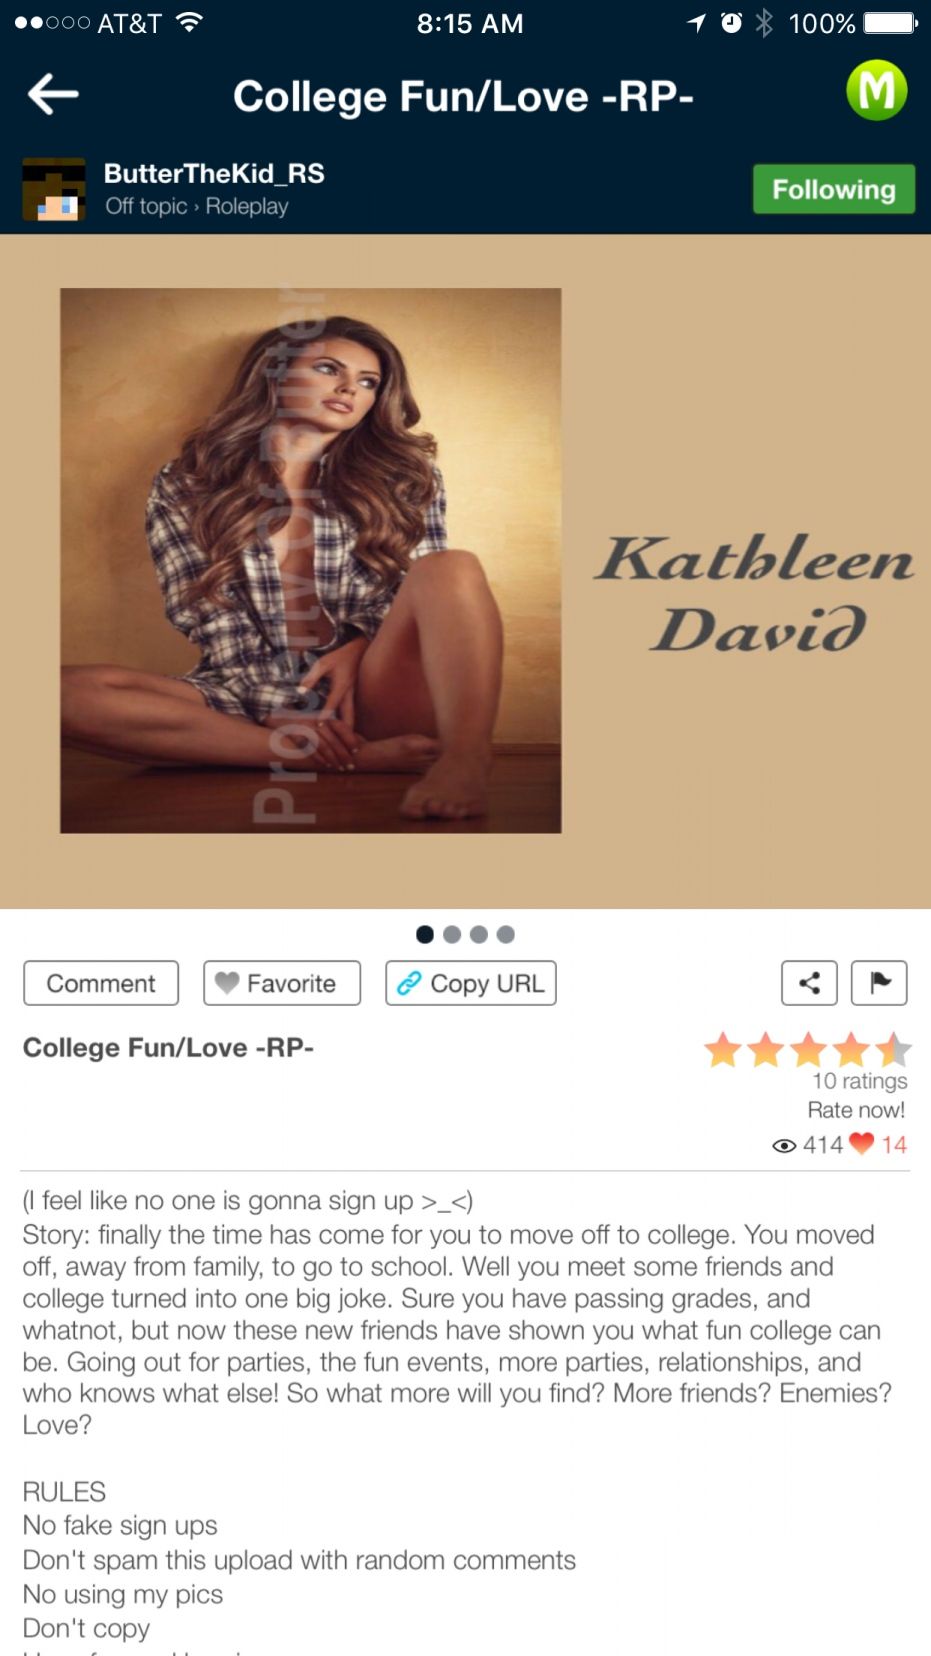 AT&T 8:15 AM 100%
College Fun/Love -RP-
M
ButterTheKid_RS
Off topic › Roleplay
Following
Property Of Butter
Kathleen
David
Comment
Favorite
Copy URL
College Fun/Love -RP-
10 ratings
Rate now!
414 14
(I feel like no one is gonna sign up >_<)
Story: finally the time has come for you to move off to college. You moved
off, away from family, to go to school. Well you meet some friends and
college turned into one big joke. Sure you have passing grades, and
whatnot, but now these new friends have shown you what fun college can
be. Going out for parties, the fun events, more parties, relationships, and
who knows what else! So what more will you find? More friends? Enemies?
Love?
RULES
No fake sign ups
Don't spam this upload with random comments
No using my pics
Don't copy